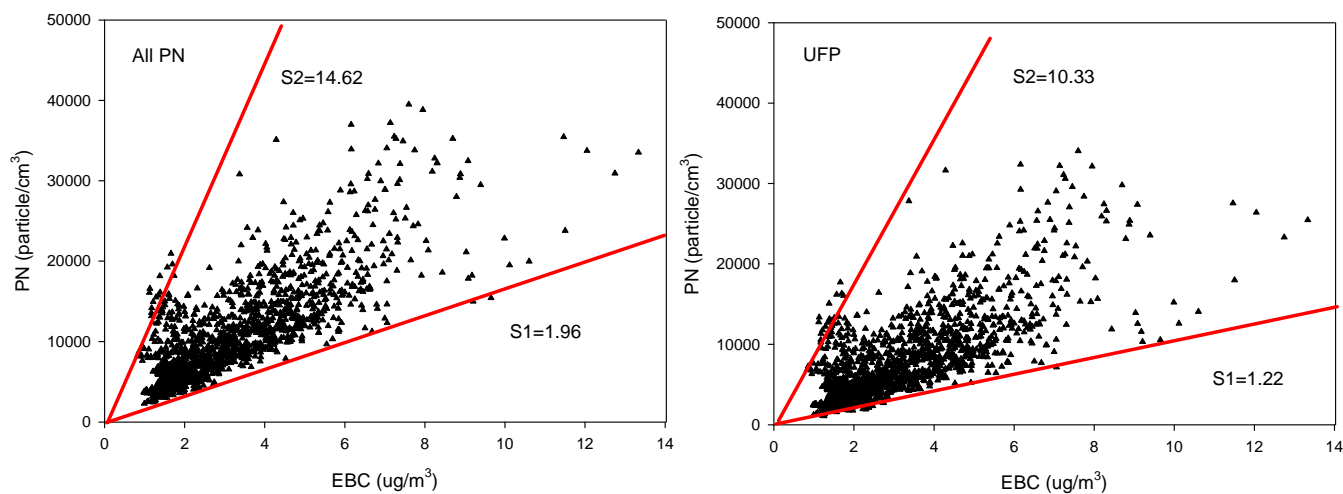 All PN
S2=14.62
S1=1.96
PN (particle/cm³)
50000
40000
30000
20000
10000
0
0 2 4 6 8 10 12 14
EBC (ug/m³)
UFP
S2=10.33
S1=1.22
PN (particle/cm³)
50000
40000
30000
20000
10000
0
0 2 4 6 8 10 12 14
EBC (ug/m³)